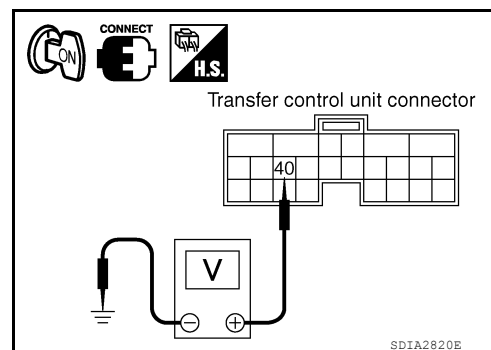 CONNECT
ON
H.S.
Transfer control unit connector
40
V
− +
SDIA2820E